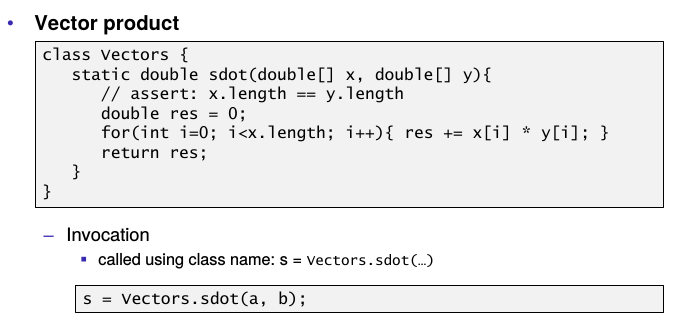 • Vector product
class Vectors {
   static double sdot(double[] x, double[] y){
      // assert: x.length == y.length
      double res = 0;
      for(int i=0; i<x.length; i++){ res += x[i] * y[i]; }
      return res;
   }
}
– Invocation
▪ called using class name: s = Vectors.sdot(…)
s = Vectors.sdot(a, b);